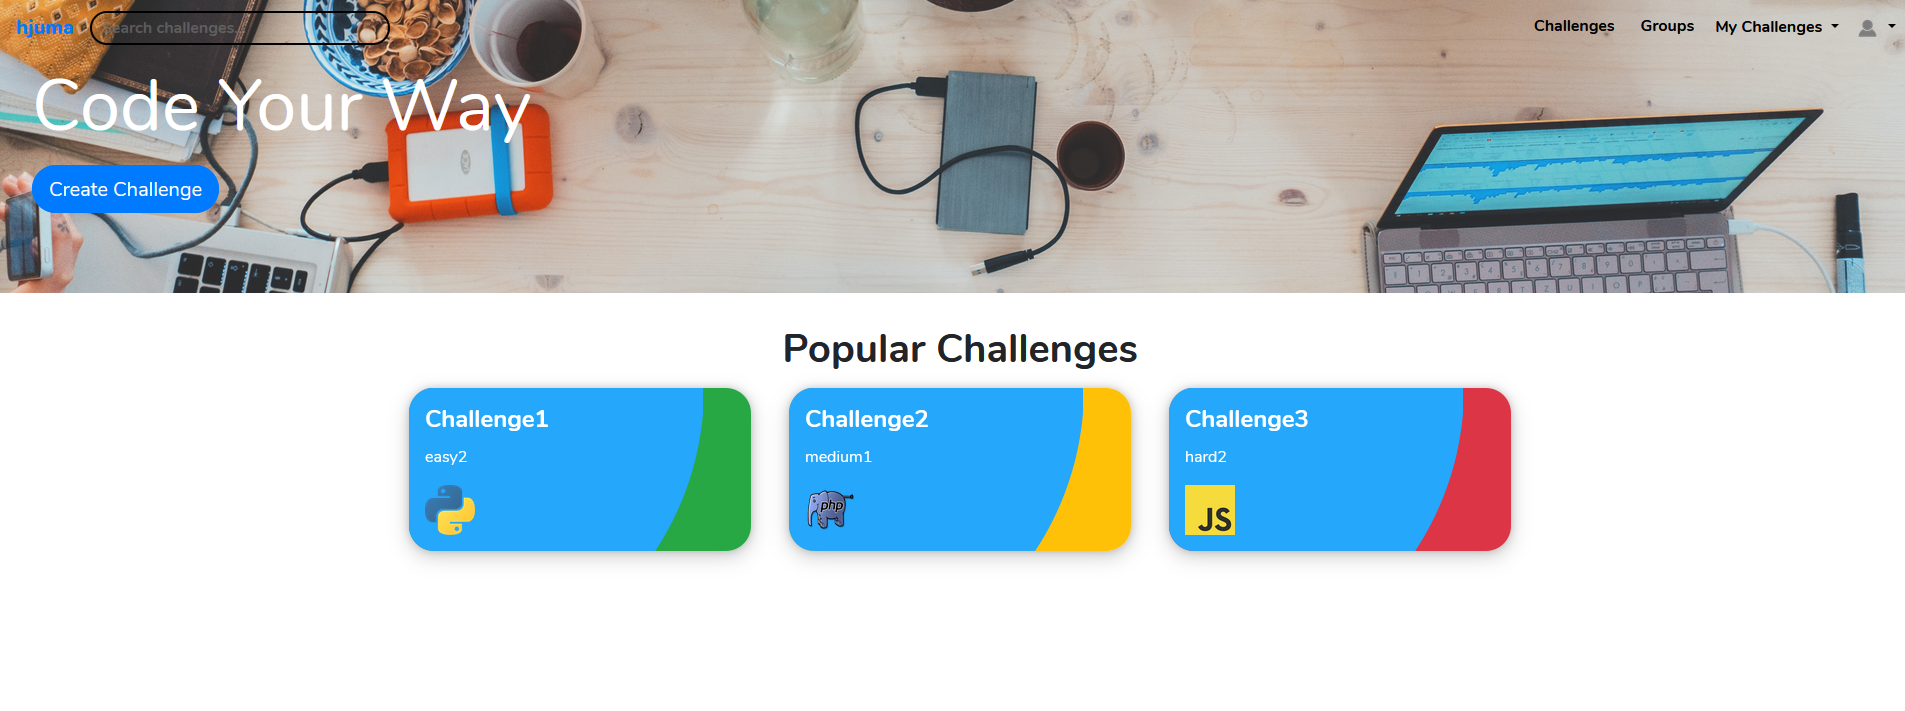 hjuma
Search challenges...
Challenges
Groups
My Challenges
Code Your Way
Create Challenge
Popular Challenges
Challenge1
easy2
Challenge2
medium1
php
Challenge3
hard2
JS